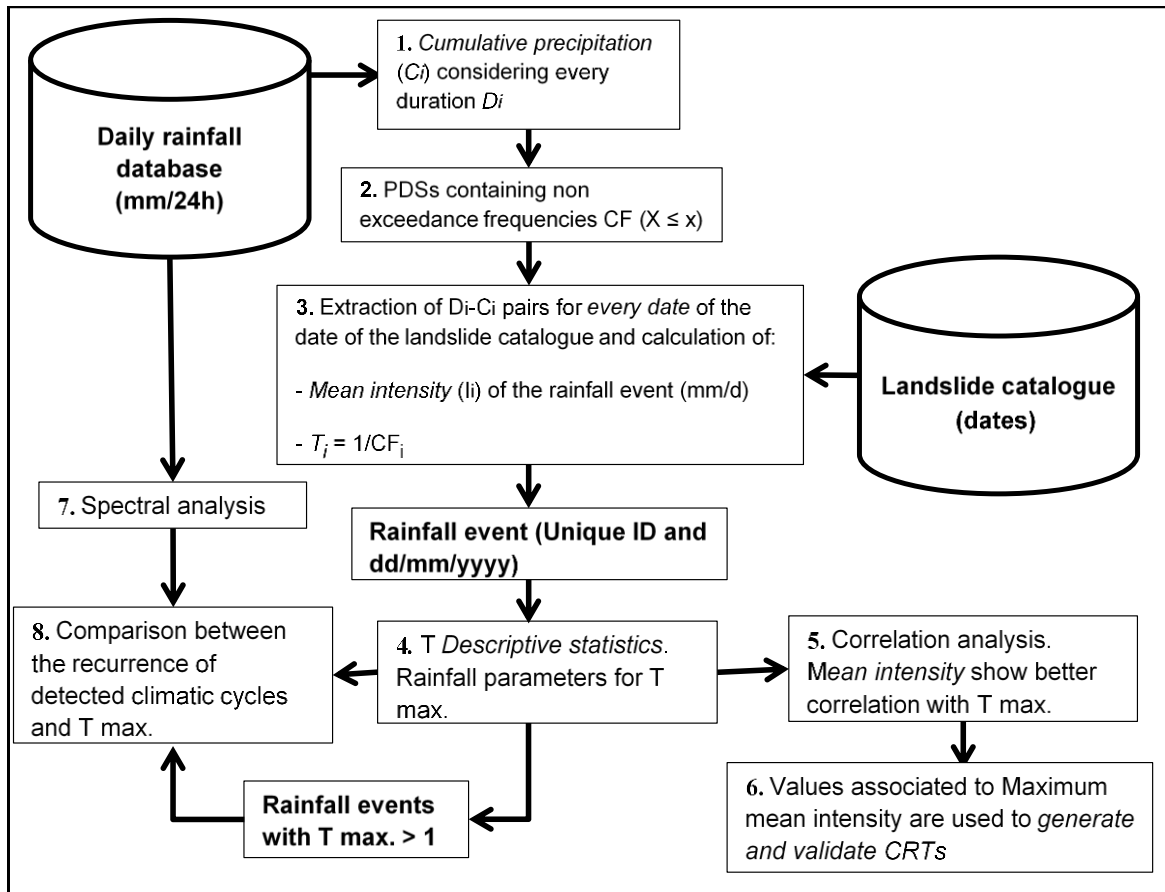 Daily rainfall
database
(mm/24h)
1. Cumulative precipitation
(Ci) considering every
duration Di
2. PDSs containing non
exceedance frequencies CF (X ≤ x)
3. Extraction of Di-Ci pairs for every date of the
date of the landslide catalogue and calculation of:
- Mean intensity (Ii) of the rainfall event (mm/d)
- Ti = 1/CFi
Landslide catalogue
(dates)
7. Spectral analysis
Rainfall event (Unique ID and
dd/mm/yyyy)
8. Comparison between
the recurrence of
detected climatic cycles
and T max.
4. T Descriptive statistics.
Rainfall parameters for T
max.
5. Correlation analysis.
Mean intensity show better
correlation with T max.
Rainfall events
with T max. > 1
6. Values associated to Maximum
mean intensity are used to generate
and validate CRTs